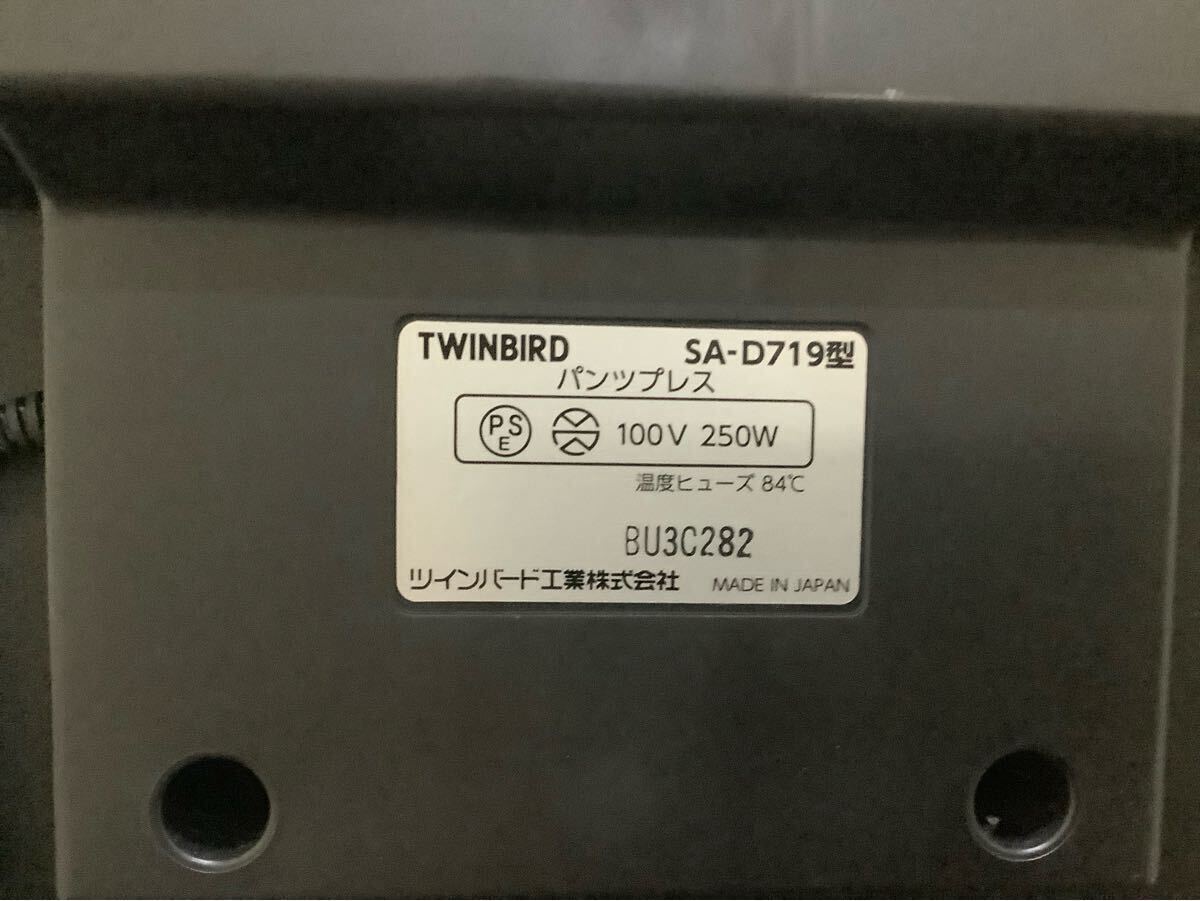 TWINBIRD SA-D719型
パンツプレス
PSE 100V 250W
温度ヒューズ 84℃
BU3C282
ツインバード工業株式会社 MADE IN JAPAN